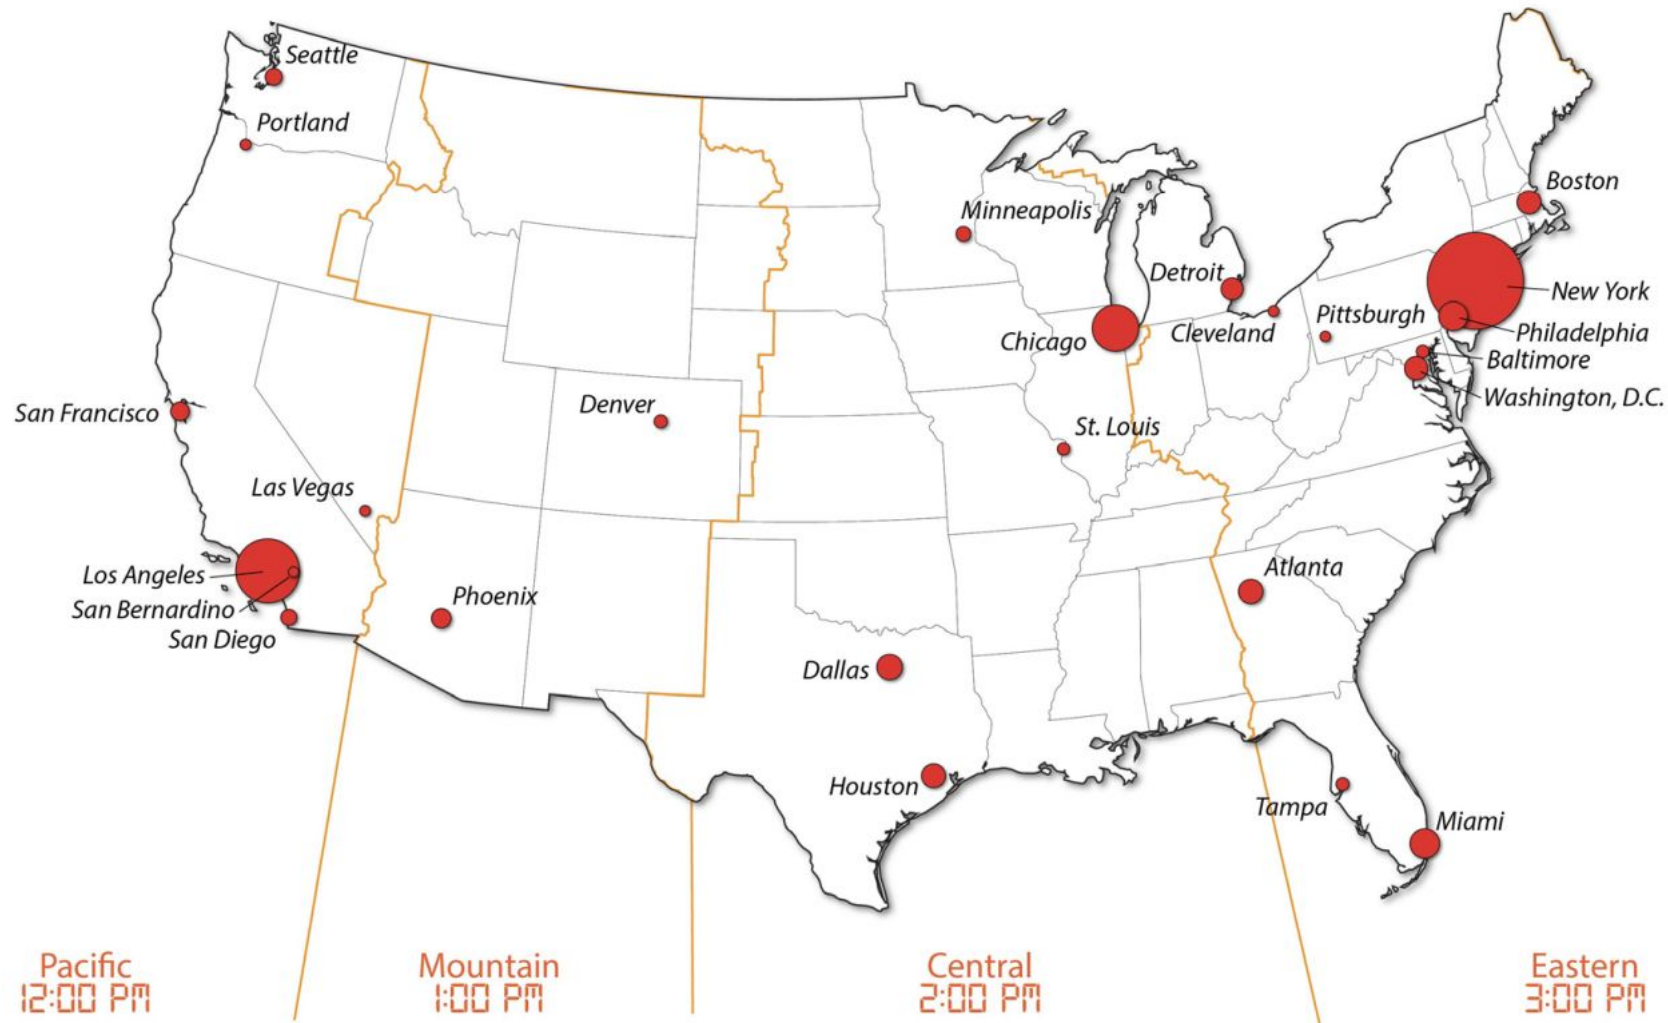 Seattle
Portland
Boston
Minneapolis
Detroit
New York
Pittsburgh
Philadelphia
Chicago
Cleveland
Baltimore
Washington, D.C.
Denver
San Francisco
St. Louis
Las Vegas
Los Angeles
Phoenix
Atlanta
San Bernardino
San Diego
Dallas
Houston
Tampa
Miami
Pacific
12:00 PM
Mountain
1:00 PM
Central
2:00 PM
Eastern
3:00 PM